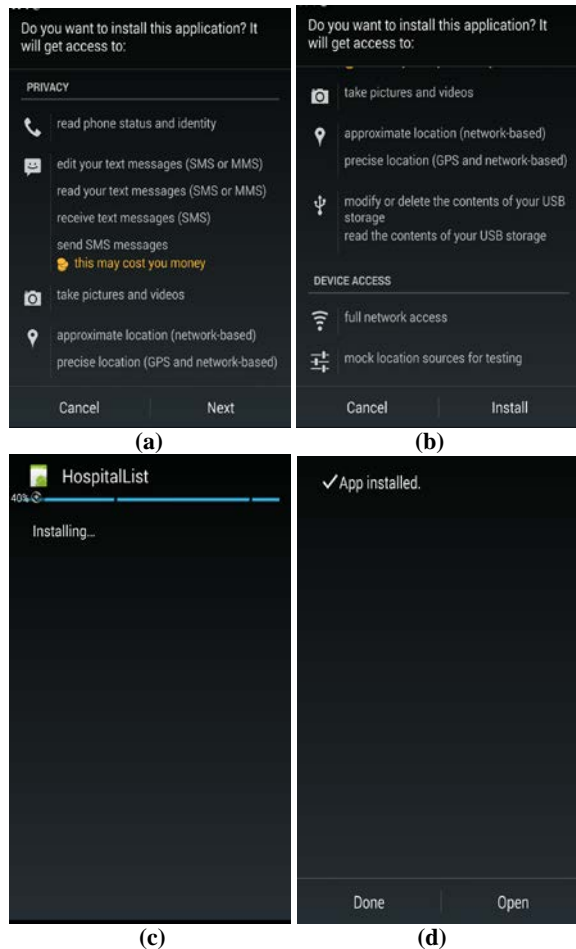 Do you want to install this application? It
will get access to:
PRIVACY
read phone status and identity
edit your text messages (SMS or MMS)
read your text messages (SMS or MMS)
receive text messages (SMS)
send SMS messages
this may cost you money
take pictures and videos
approximate location (network-based)
precise location (GPS and network-based)
Cancel Next
(a)
Do you want to install this application? It
will get access to:
take pictures and videos
approximate location (network-based)
precise location (GPS and network-based)
modify or delete the contents of your USB
storage
read the contents of your USB storage
DEVICE ACCESS
full network access
mock location sources for testing
Cancel Install
(b)
HospitalList
40%
Installing...
(c)
App installed.
Done Open
(d)